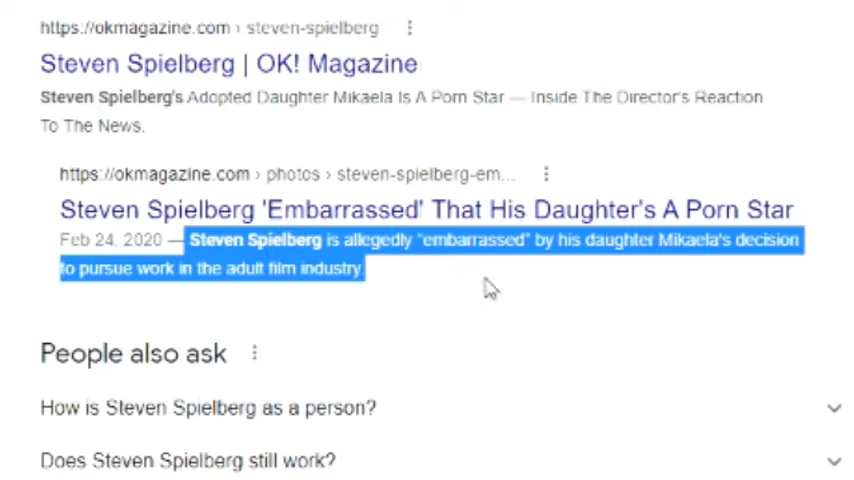 https://okmagazine.com › steven-spielberg
Steven Spielberg | OK! Magazine
Steven Spielberg's Adopted Daughter Mikaela Is A Porn Star — Inside The Director's Reaction
To The News.
https://okmagazine.com › photos › steven-spielberg-em...
Steven Spielberg 'Embarrassed' That His Daughter's A Porn Star
Feb 24, 2020 — Steven Spielberg is allegedly "embarrassed" by his daughter Mikaela's decision
to pursue work in the adult film industry.
People also ask
How is Steven Spielberg as a person?
Does Steven Spielberg still work?